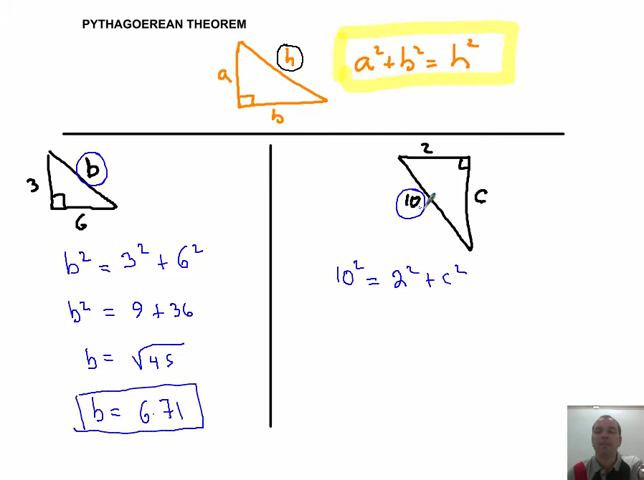 PYTHAGOEREAN THEOREM
a
h
b
a² + b² = h²
3
b
6
b² = 3² + 6²
b² = 9 + 36
b = √45
b = 6.71
2
10
c
10² = 2² + c²